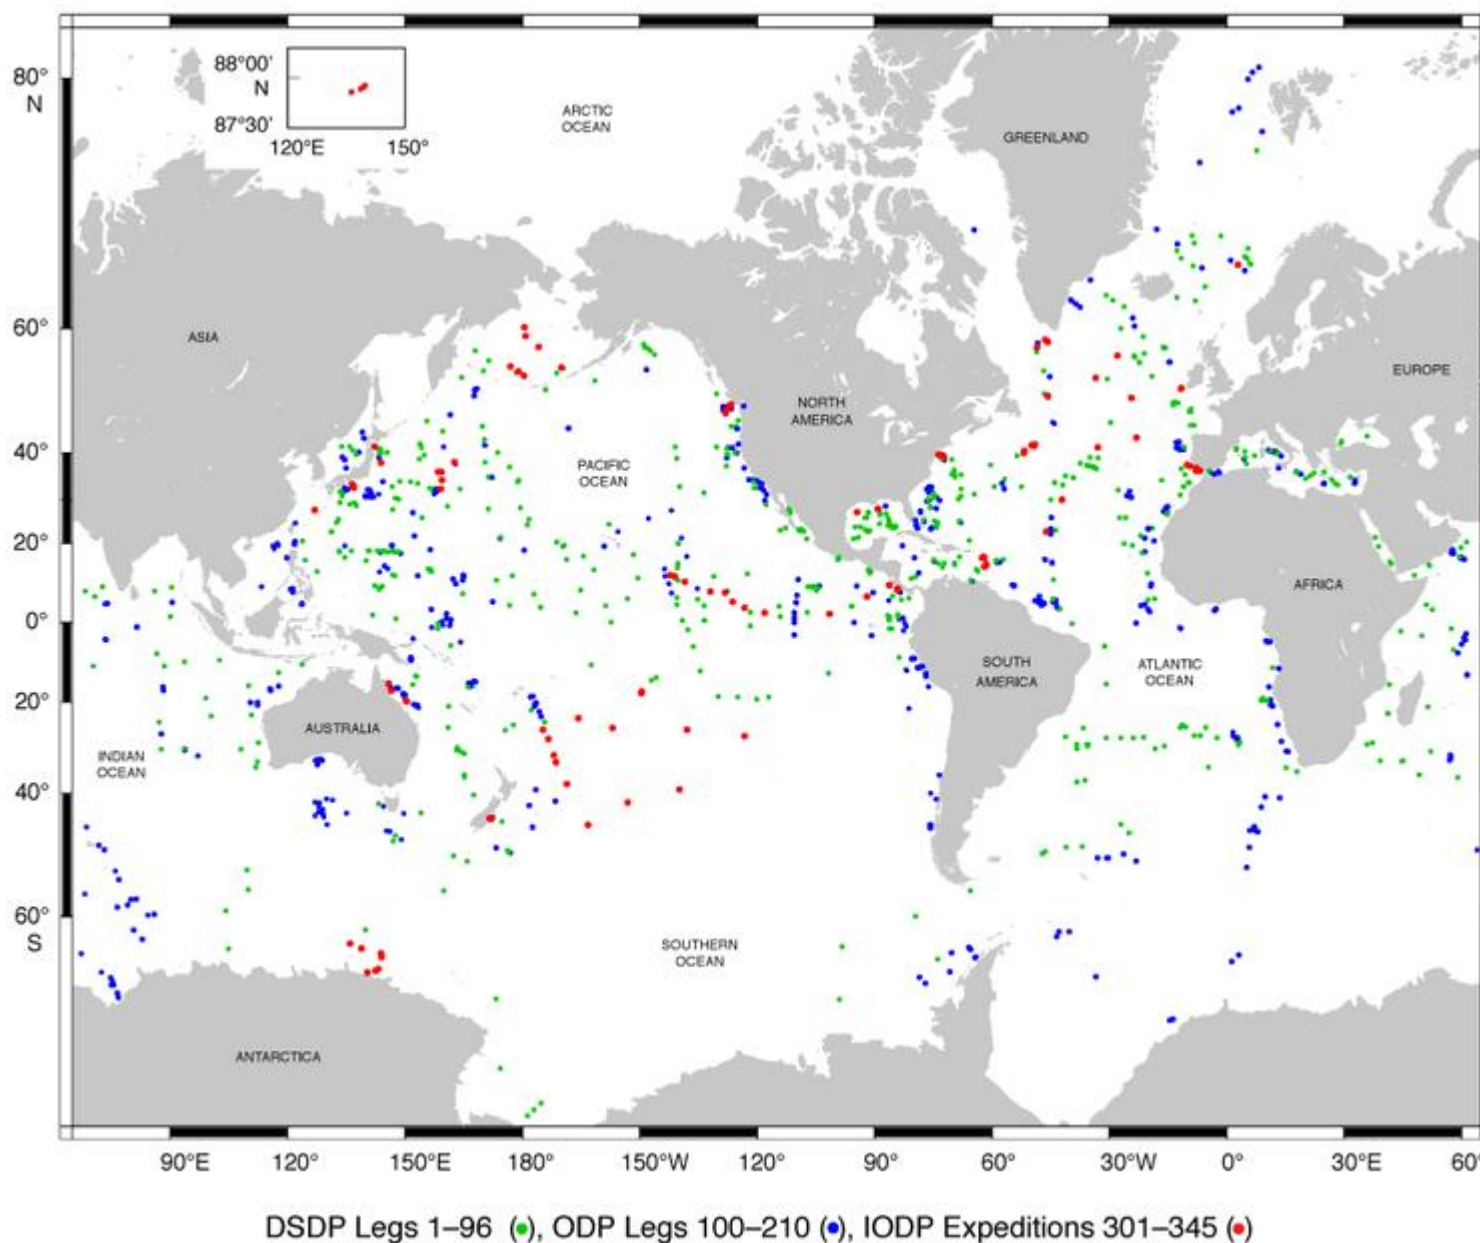 88°00'
N
87°30'
120°E 150°
80°
N
ARCTIC
OCEAN
GREENLAND
60°
ASIA
EUROPE
NORTH
AMERICA
40°
PACIFIC
OCEAN
20°
AFRICA
0°
SOUTH
AMERICA
ATLANTIC
OCEAN
20°
AUSTRALIA
INDIAN
OCEAN
40°
60°
S
SOUTHERN
OCEAN
ANTARCTICA
90°E 120° 150°E 180° 150°W 120° 90° 60° 30°W 0° 30°E 60°
DSDP Legs 1–96 (•), ODP Legs 100–210 (•), IODP Expeditions 301–345 (•)